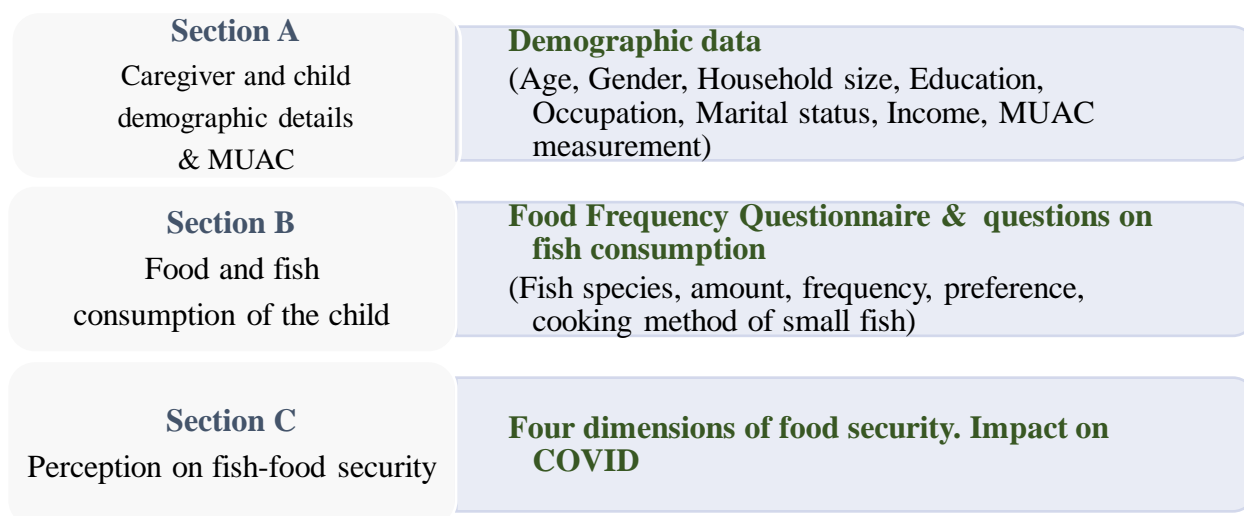 Section A
Caregiver and child
demographic details
& MUAC
Demographic data
(Age, Gender, Household size, Education,
Occupation, Marital status, Income, MUAC
measurement)
Section B
Food and fish
consumption of the child
Food Frequency Questionnaire & questions on
fish consumption
(Fish species, amount, frequency, preference,
cooking method of small fish)
Section C
Perception on fish-food security
Four dimensions of food security. Impact on
COVID